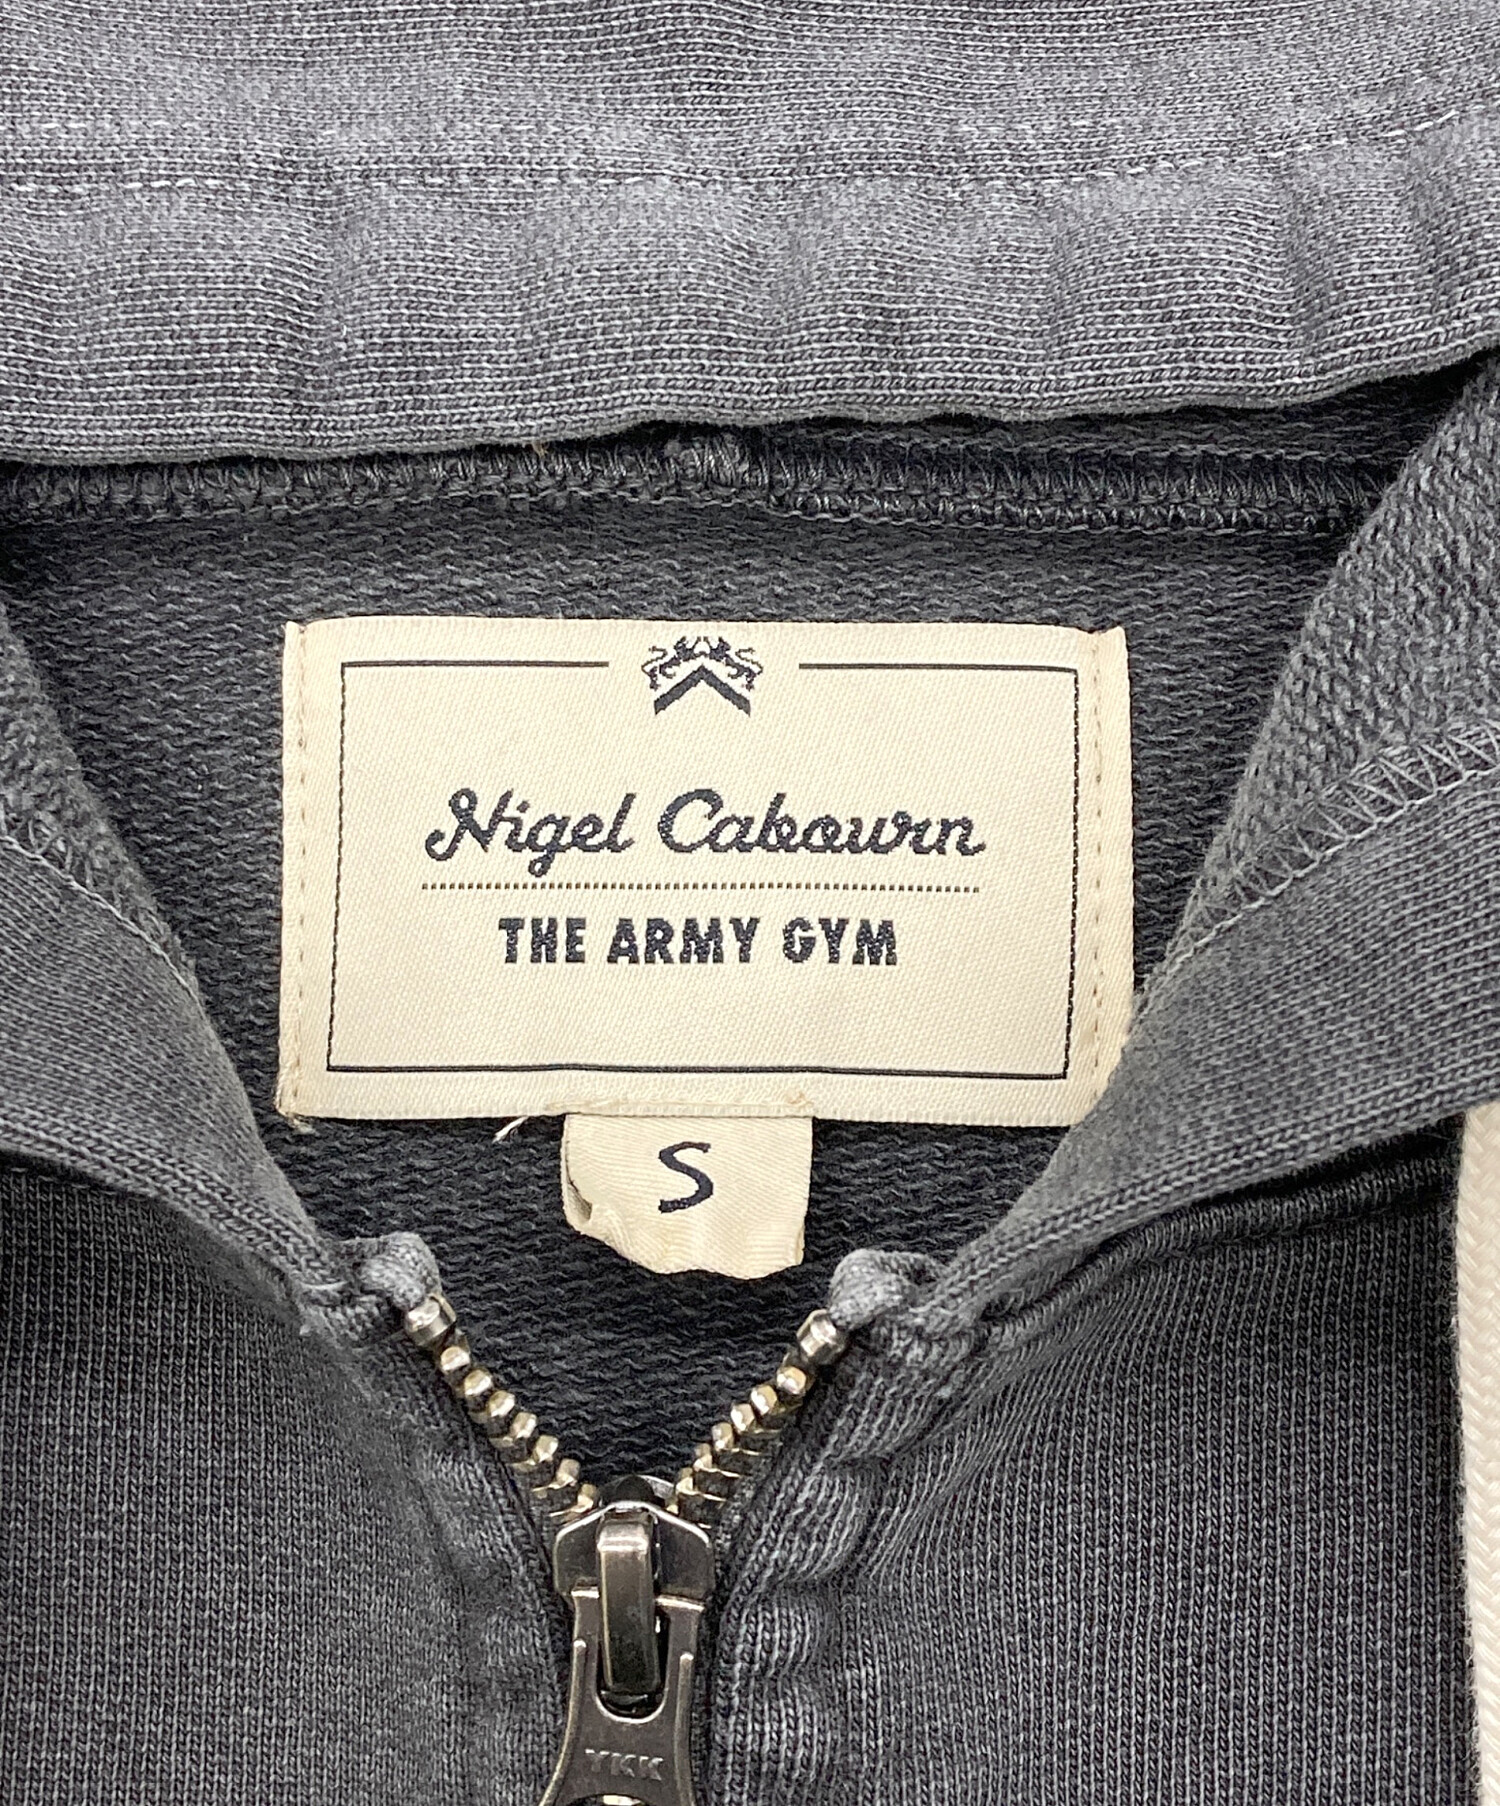 Nigel Cabourn
THE ARMY GYM
S
YKK